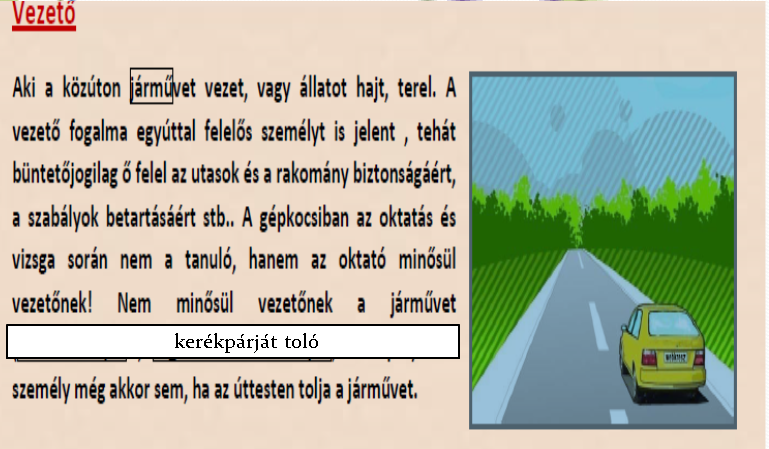 Vezető
Aki a közúton járművet vezet, vagy állatot hajt, terel. A
vezető fogalma egyúttal felelős személyt is jelent , tehát
büntetőjogilag ő felel az utasok és a rakomány biztonságáért,
a szabályok betartásáért stb.. A gépkocsiban az oktatás és
vizsga során nem a tanuló, hanem az oktató minősül
vezetőnek! Nem minősül vezetőnek a járművet
kerékpárját toló
személy még akkor sem, ha az úttesten tolja a járművet.